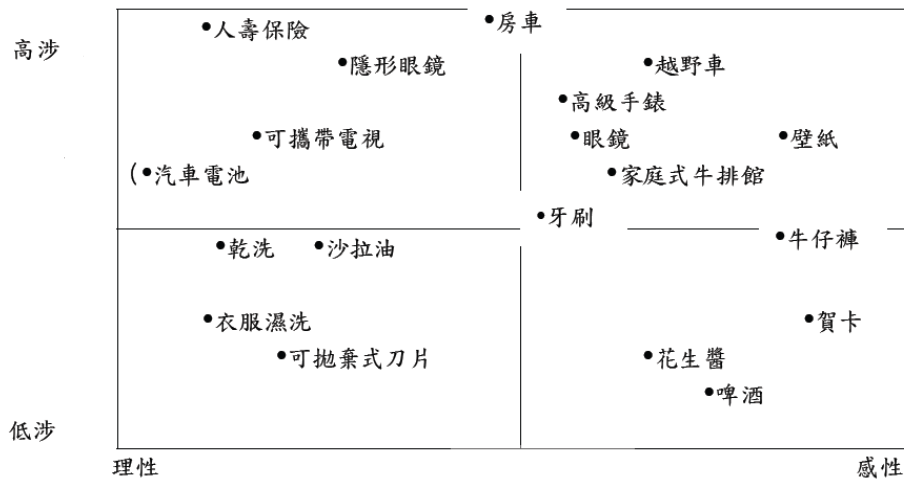 •房車
•人壽保險
高涉
•隱形眼鏡
•越野車
•高級手錶
•可攜帶電視
•眼鏡
•壁紙
(•汽車電池
•家庭式牛排館
•牙刷
•牛仔褲
•乾洗
•沙拉油
•衣服濕洗
•賀卡
•可拋棄式刀片
•花生醬
•啤酒
低涉
理性
感性